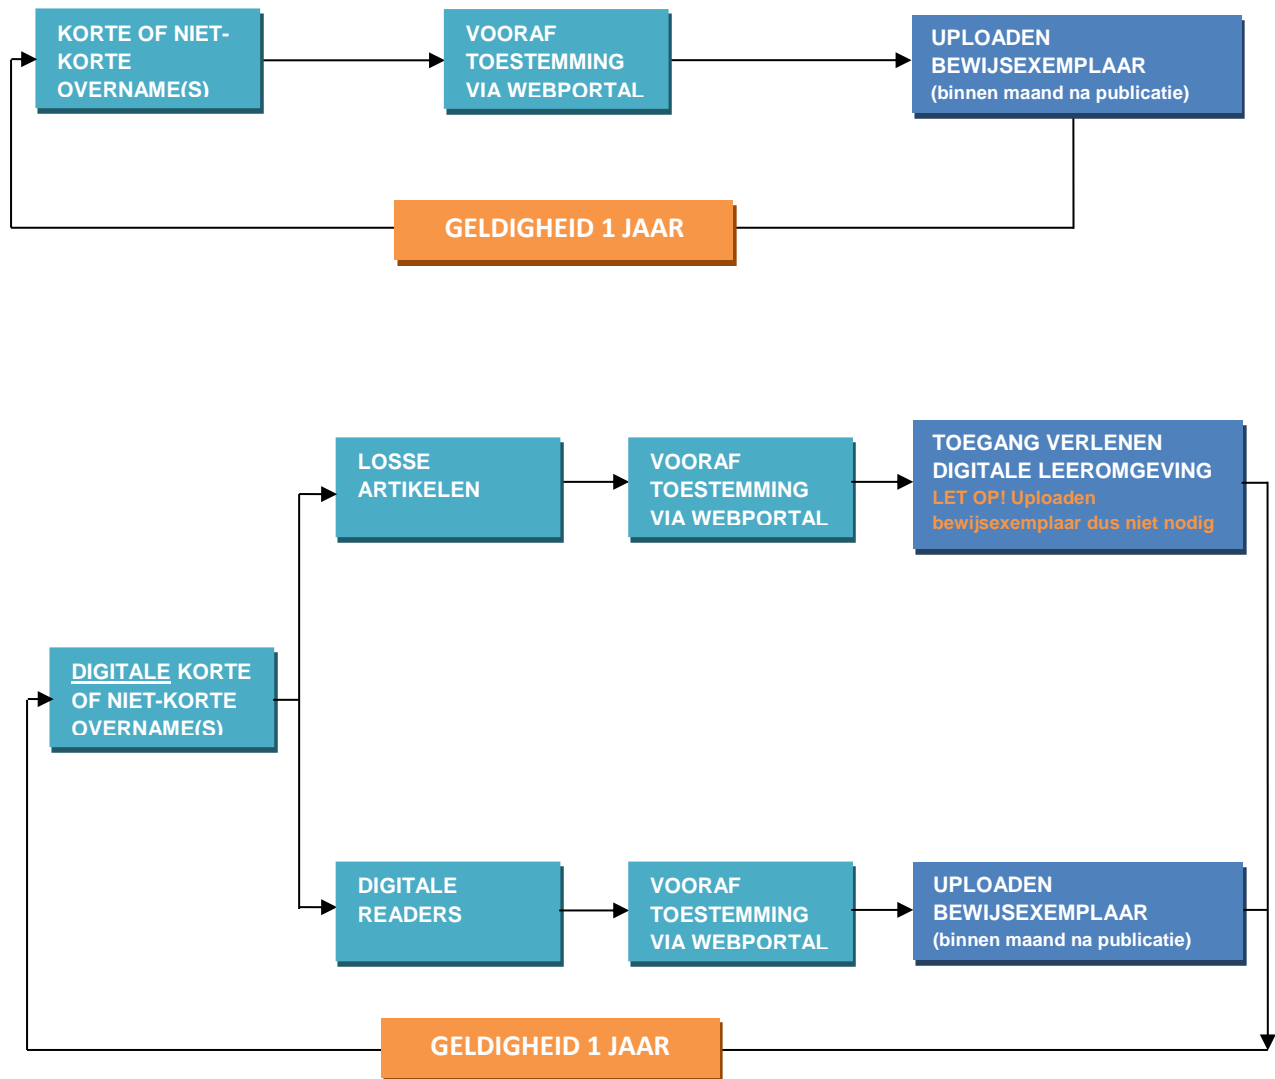 KORTE OF NIET-
KORTE
OVERNAME(S)
VOORAF
TOESTEMMING
VIA WEBPORTAL
UPLOADEN
BEWIJSEXEMPLAAR
(binnen maand na publicatie)
GELDIGHEID 1 JAAR
LOSSE
ARTIKELEN
VOORAF
TOESTEMMING
VIA WEBPORTAL
TOEGANG VERLENEN
DIGITALE LEEROMGEVING
LET OP! Uploaden
bewijsexemplaar dus niet nodig
DIGITALE KORTE
OF NIET-KORTE
OVERNAME(S)
DIGITALE
READERS
VOORAF
TOESTEMMING
VIA WEBPORTAL
UPLOADEN
BEWIJSEXEMPLAAR
(binnen maand na publicatie)
GELDIGHEID 1 JAAR